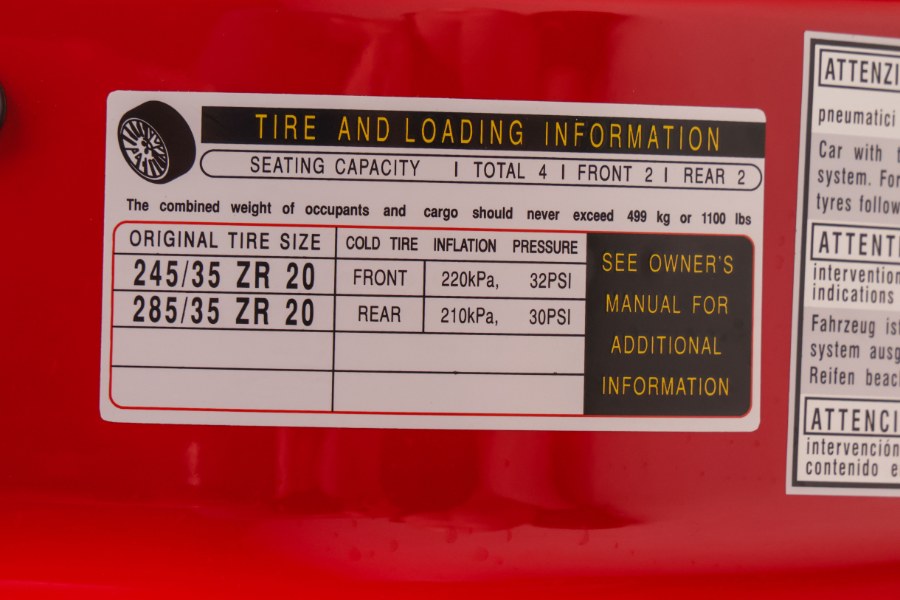 TIRE AND LOADING INFORMATION
SEATING CAPACITY | TOTAL 4 | FRONT 2 | REAR 2
The combined weight of occupants and cargo should never exceed 499 kg or 1100 lbs
ORIGINAL TIRE SIZE COLD TIRE INFLATION PRESSURE
245/35 ZR 20 FRONT 220kPa, 32PSI
285/35 ZR 20 REAR 210kPa, 30PSI
SEE OWNER'S
MANUAL FOR
ADDITIONAL
INFORMATION
ATTENZI
pneumatici
Car with
system. For
tyres follow
ATTENTI
intervention
indications
Fahrzeug ist
system ausg
Reifen beac
ATTENCI
intervención
contenido e